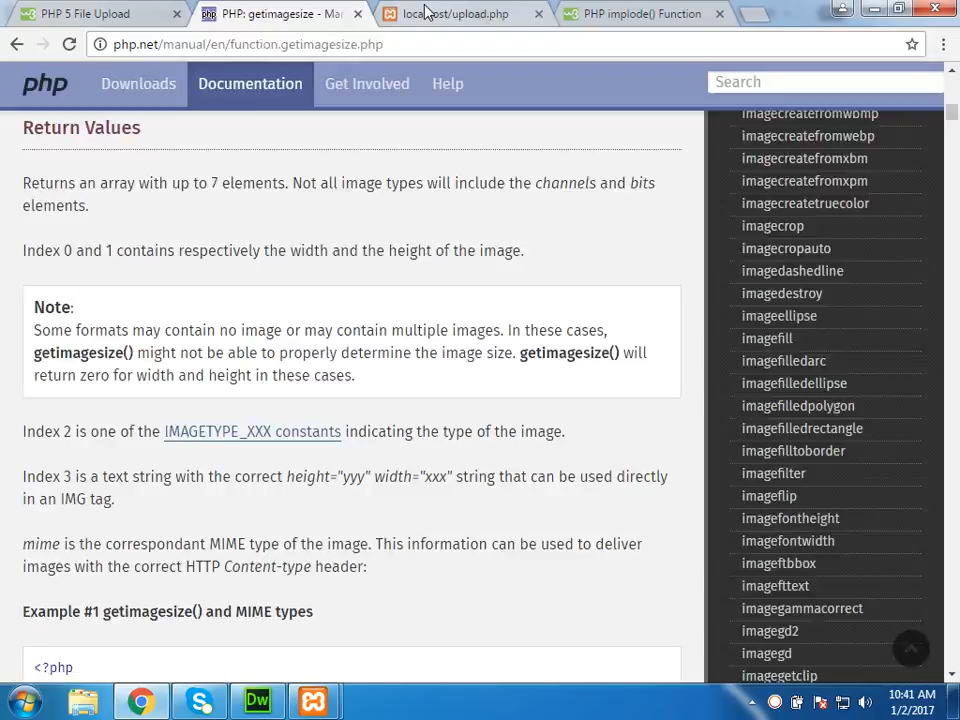 PHP 5 File Upload
PHP: getimagesize - Ma
localhost/upload.php
PHP implode() Function
php.net/manual/en/function.getimagesize.php
php
Downloads
Documentation
Get Involved
Help
Search
Return Values
Returns an array with up to 7 elements. Not all image types will include the channels and bits
elements.
Index 0 and 1 contains respectively the width and the height of the image.
Note:
Some formats may contain no image or may contain multiple images. In these cases,
getimagesize() might not be able to properly determine the image size. getimagesize() will
return zero for width and height in these cases.
Index 2 is one of the IMAGETYPE_XXX constants indicating the type of the image.
Index 3 is a text string with the correct height="yyy" width="xxx" string that can be used directly
in an IMG tag.
mime is the correspondant MIME type of the image. This information can be used to deliver
images with the correct HTTP Content-type header:
Example #1 getimagesize() and MIME types
<?php
imagecreatefromwbmp
imagecreatefromwebp
imagecreatefromxbm
imagecreatefromxpm
imagecreatetruecolor
imagecrop
imagecropauto
imagedashedline
imagedestroy
imageellipse
imagefill
imagefilledarc
imagefilledellipse
imagefilledpolygon
imagefilledrectangle
imagefilltoborder
imagefilter
imageflip
imagefontheight
imagefontwidth
imageftbbox
imagefttext
imagegammacorrect
imagegd2
imagegd
imagegetclip
Dw
10:41 AM
1/2/2017